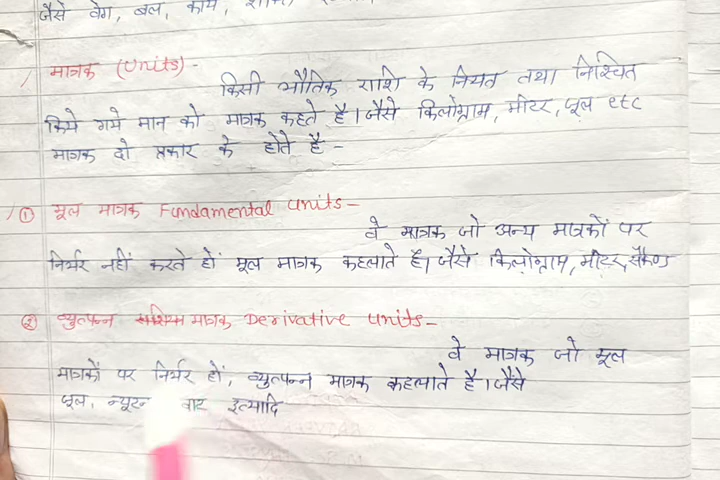 जैसे वेग, बल, कार्य,
मात्रक (Units) -
किसी भौतिक राशि के नियत तथा निश्चित
किये गये मान को मात्रक कहते है। जैसे किलोग्राम, मीटर, जूल etc
मात्रक दो प्रकार के होते है -
① मूल मात्रक Fundamental Units -
वे मात्रक जो अन्य मात्रकों पर
निर्भर नहीं करते हों मूल मात्रक कहलाते है। जैसे किलोग्राम, मीटर, सैकण्ड
② व्युत्पन्न मात्रक Derivative Units -
वे मात्रक जो मूल
मात्रकों पर निर्भर हों, व्युत्पन्न मात्रक कहलाते है। जैसे
जूल, न्यूटन वार इत्यादि